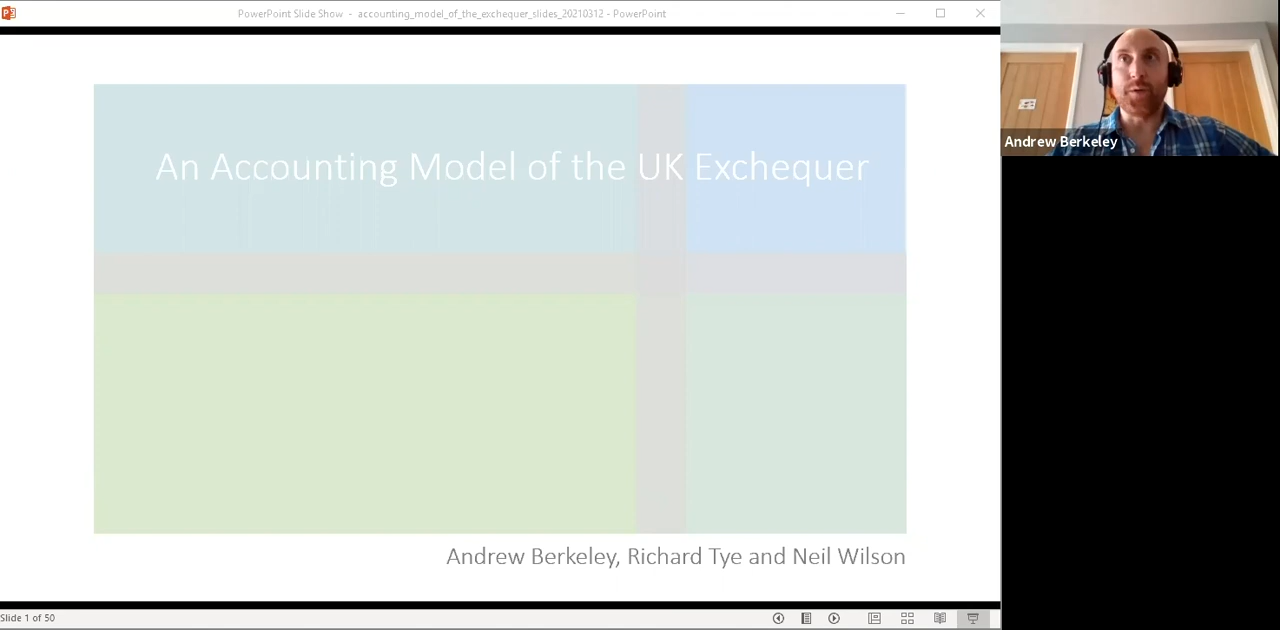 PowerPoint Slide Show - accounting_model_of_the_exchequer_slides_20210312 - PowerPoint
An Accounting Model of the UK Exchequer
Andrew Berkeley, Richard Tye and Neil Wilson
Slide 1 of 50
Andrew Berkeley